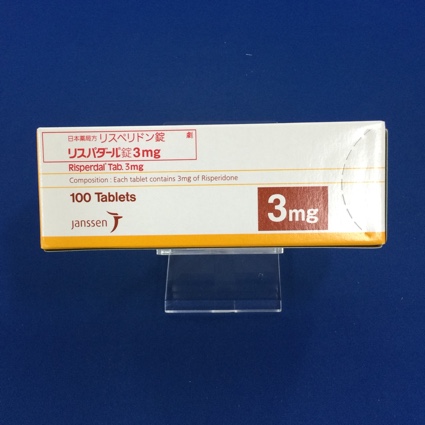 日本薬局方 リスペリドン錠 劇
リスパダール錠3mg
Risperdal Tab. 3mg
Composition : Each tablet contains 3mg of Risperidone
100 Tablets
3mg
janssen